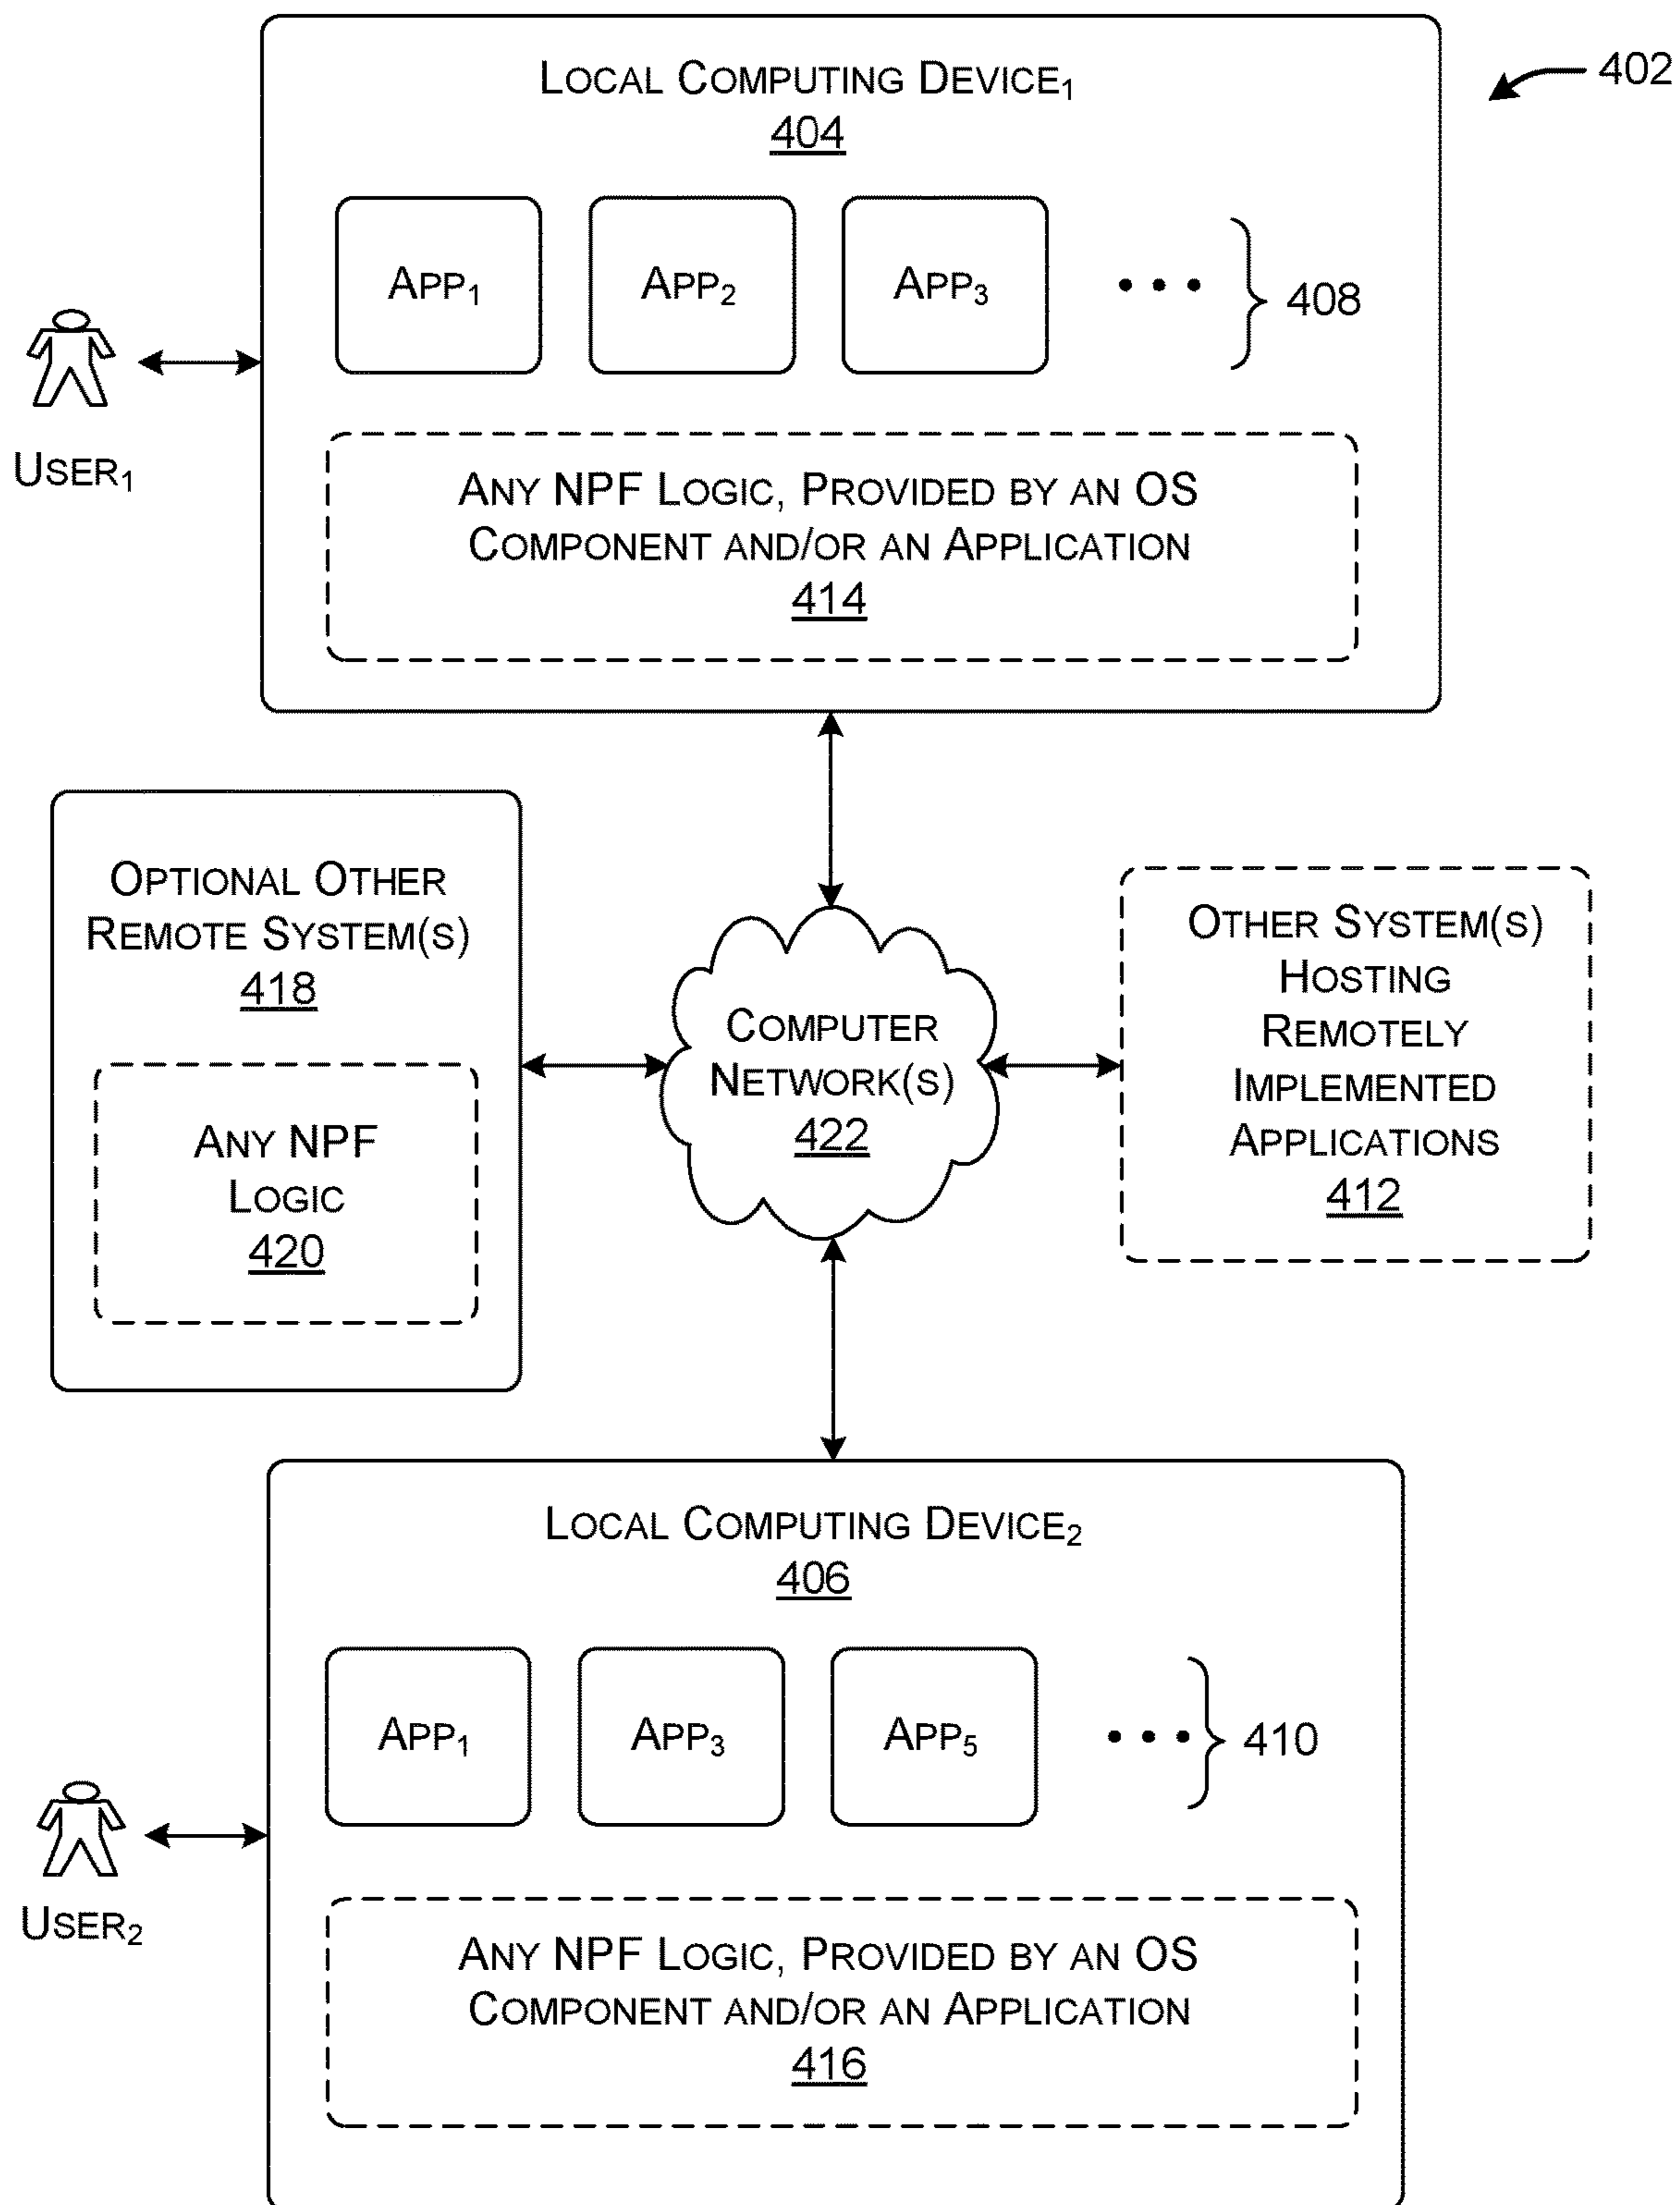 402
LOCAL COMPUTING DEVICE₁
404
APP₁ APP₂ APP₃ • • • 408
USER₁
ANY NPF LOGIC, PROVIDED BY AN OS
COMPONENT AND/OR AN APPLICATION
414
OPTIONAL OTHER
REMOTE SYSTEM(S)
418
ANY NPF
LOGIC
420
COMPUTER
NETWORK(S)
422
OTHER SYSTEM(S)
HOSTING
REMOTELY
IMPLEMENTED
APPLICATIONS
412
LOCAL COMPUTING DEVICE₂
406
APP₁ APP₃ APP₅ • • • 410
USER₂
ANY NPF LOGIC, PROVIDED BY AN OS
COMPONENT AND/OR AN APPLICATION
416